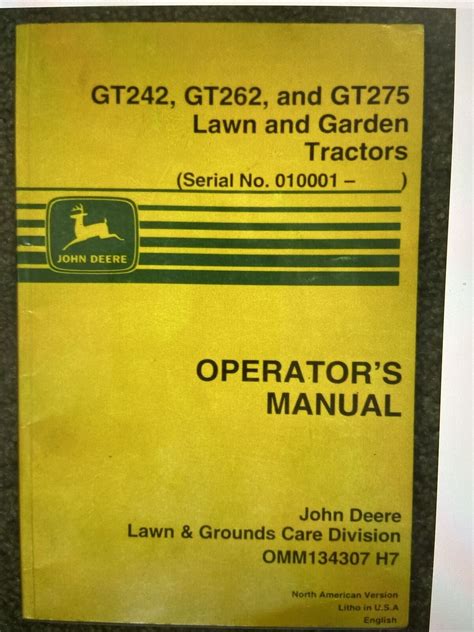 GT242, GT262, and GT275
Lawn and Garden
Tractors
(Serial No. 010001 –       )
JOHN DEERE
OPERATOR'S
MANUAL
John Deere
Lawn & Grounds Care Division
OMM134307 H7
North American Version
Litho in U.S.A
English